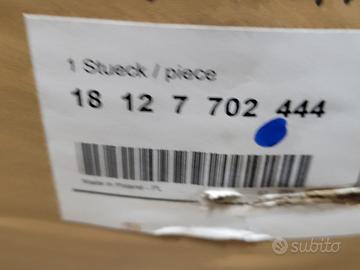 1 Stueck / piece
18 12 7 702 444
Made in Poland - PL
subito